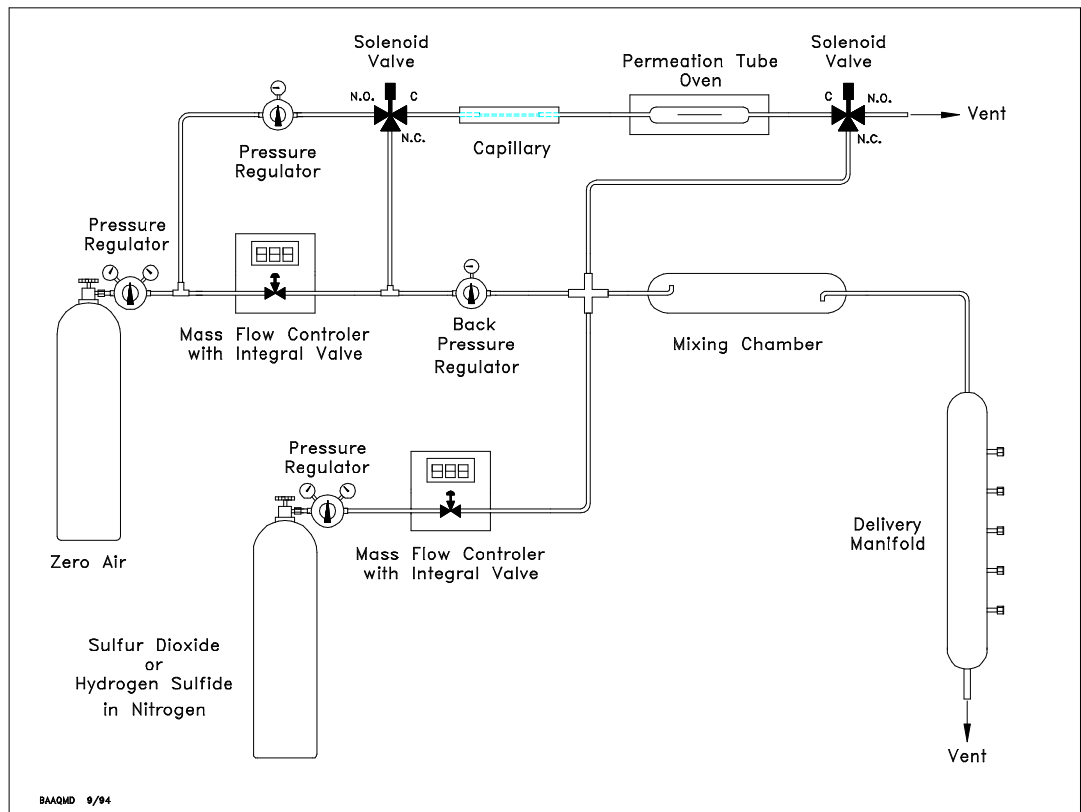 Solenoid
Valve
Solenoid
Valve
Permeation Tube
Oven
N.O.
C
N.C.
C
N.O.
N.C.
Vent
Capillary
Pressure
Regulator
Pressure
Regulator
Mass Flow Controler
with Integral Valve
Back
Pressure
Regulator
Mixing Chamber
Pressure
Regulator
Delivery
Manifold
Mass Flow Controler
with Integral Valve
Zero Air
Sulfur Dioxide
or
Hydrogen Sulfide
in Nitrogen
Vent
BAAQMD 9/94